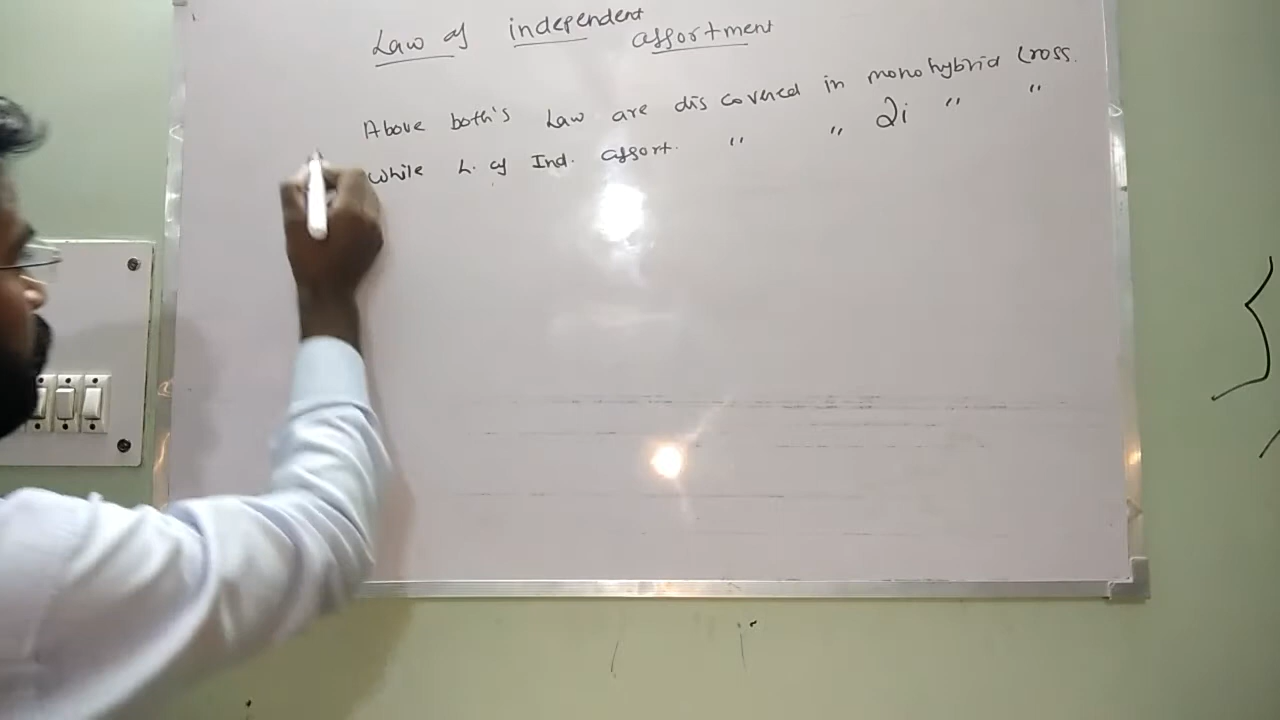 Law of independent assortment
Above both's Law are discovered in monohybrid Cross.
while L. of Ind. assort. " " Di " "